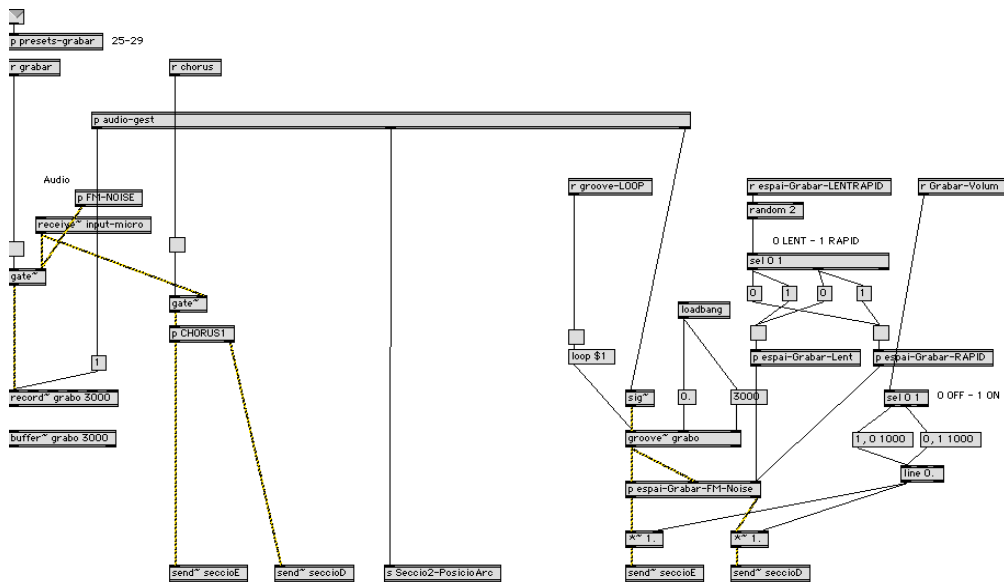 p presets-grabar
25-29
r grabar
r chorus
p audio-gest
Audio
p FM-NOISE
r groove-LOOP
r espai-Grabar-LENTRAPID
r Grabar-Volum
random 2
receive~ input-micro
0 LENT - 1 RAPID
sel 0 1
gate~
0
1
0
1
gate~
loadbang
p CHORUS1
loop $1
p espai-Grabar-Lent
p espai-Grabar-RAPID
1
record~ grabo 3000
sig~
0.
3000
sel 0 1
0 OFF - 1 ON
buffer~ grabo 3000
groove~ grabo
1, 0 1000
0, 1 1000
line 0.
p espai-Grabar-FM-Noise
*~ 1.
*~ 1.
send~ seccioE
send~ seccioD
s Seccio2-PosicioArc
send~ seccioE
send~ seccioD